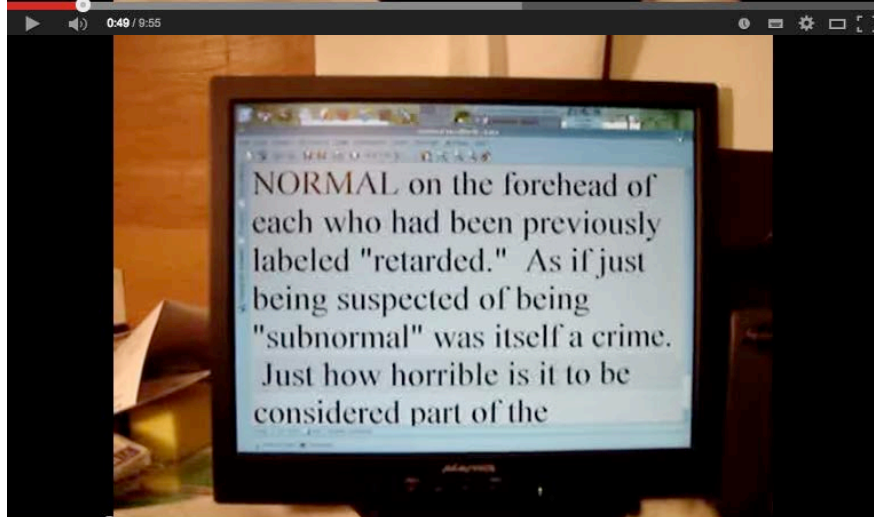 0:49 / 9:55
NORMAL on the forehead of
each who had been previously
labeled "retarded."  As if just
being suspected of being
"subnormal" was itself a crime.
Just how horrible is it to be
considered part of the